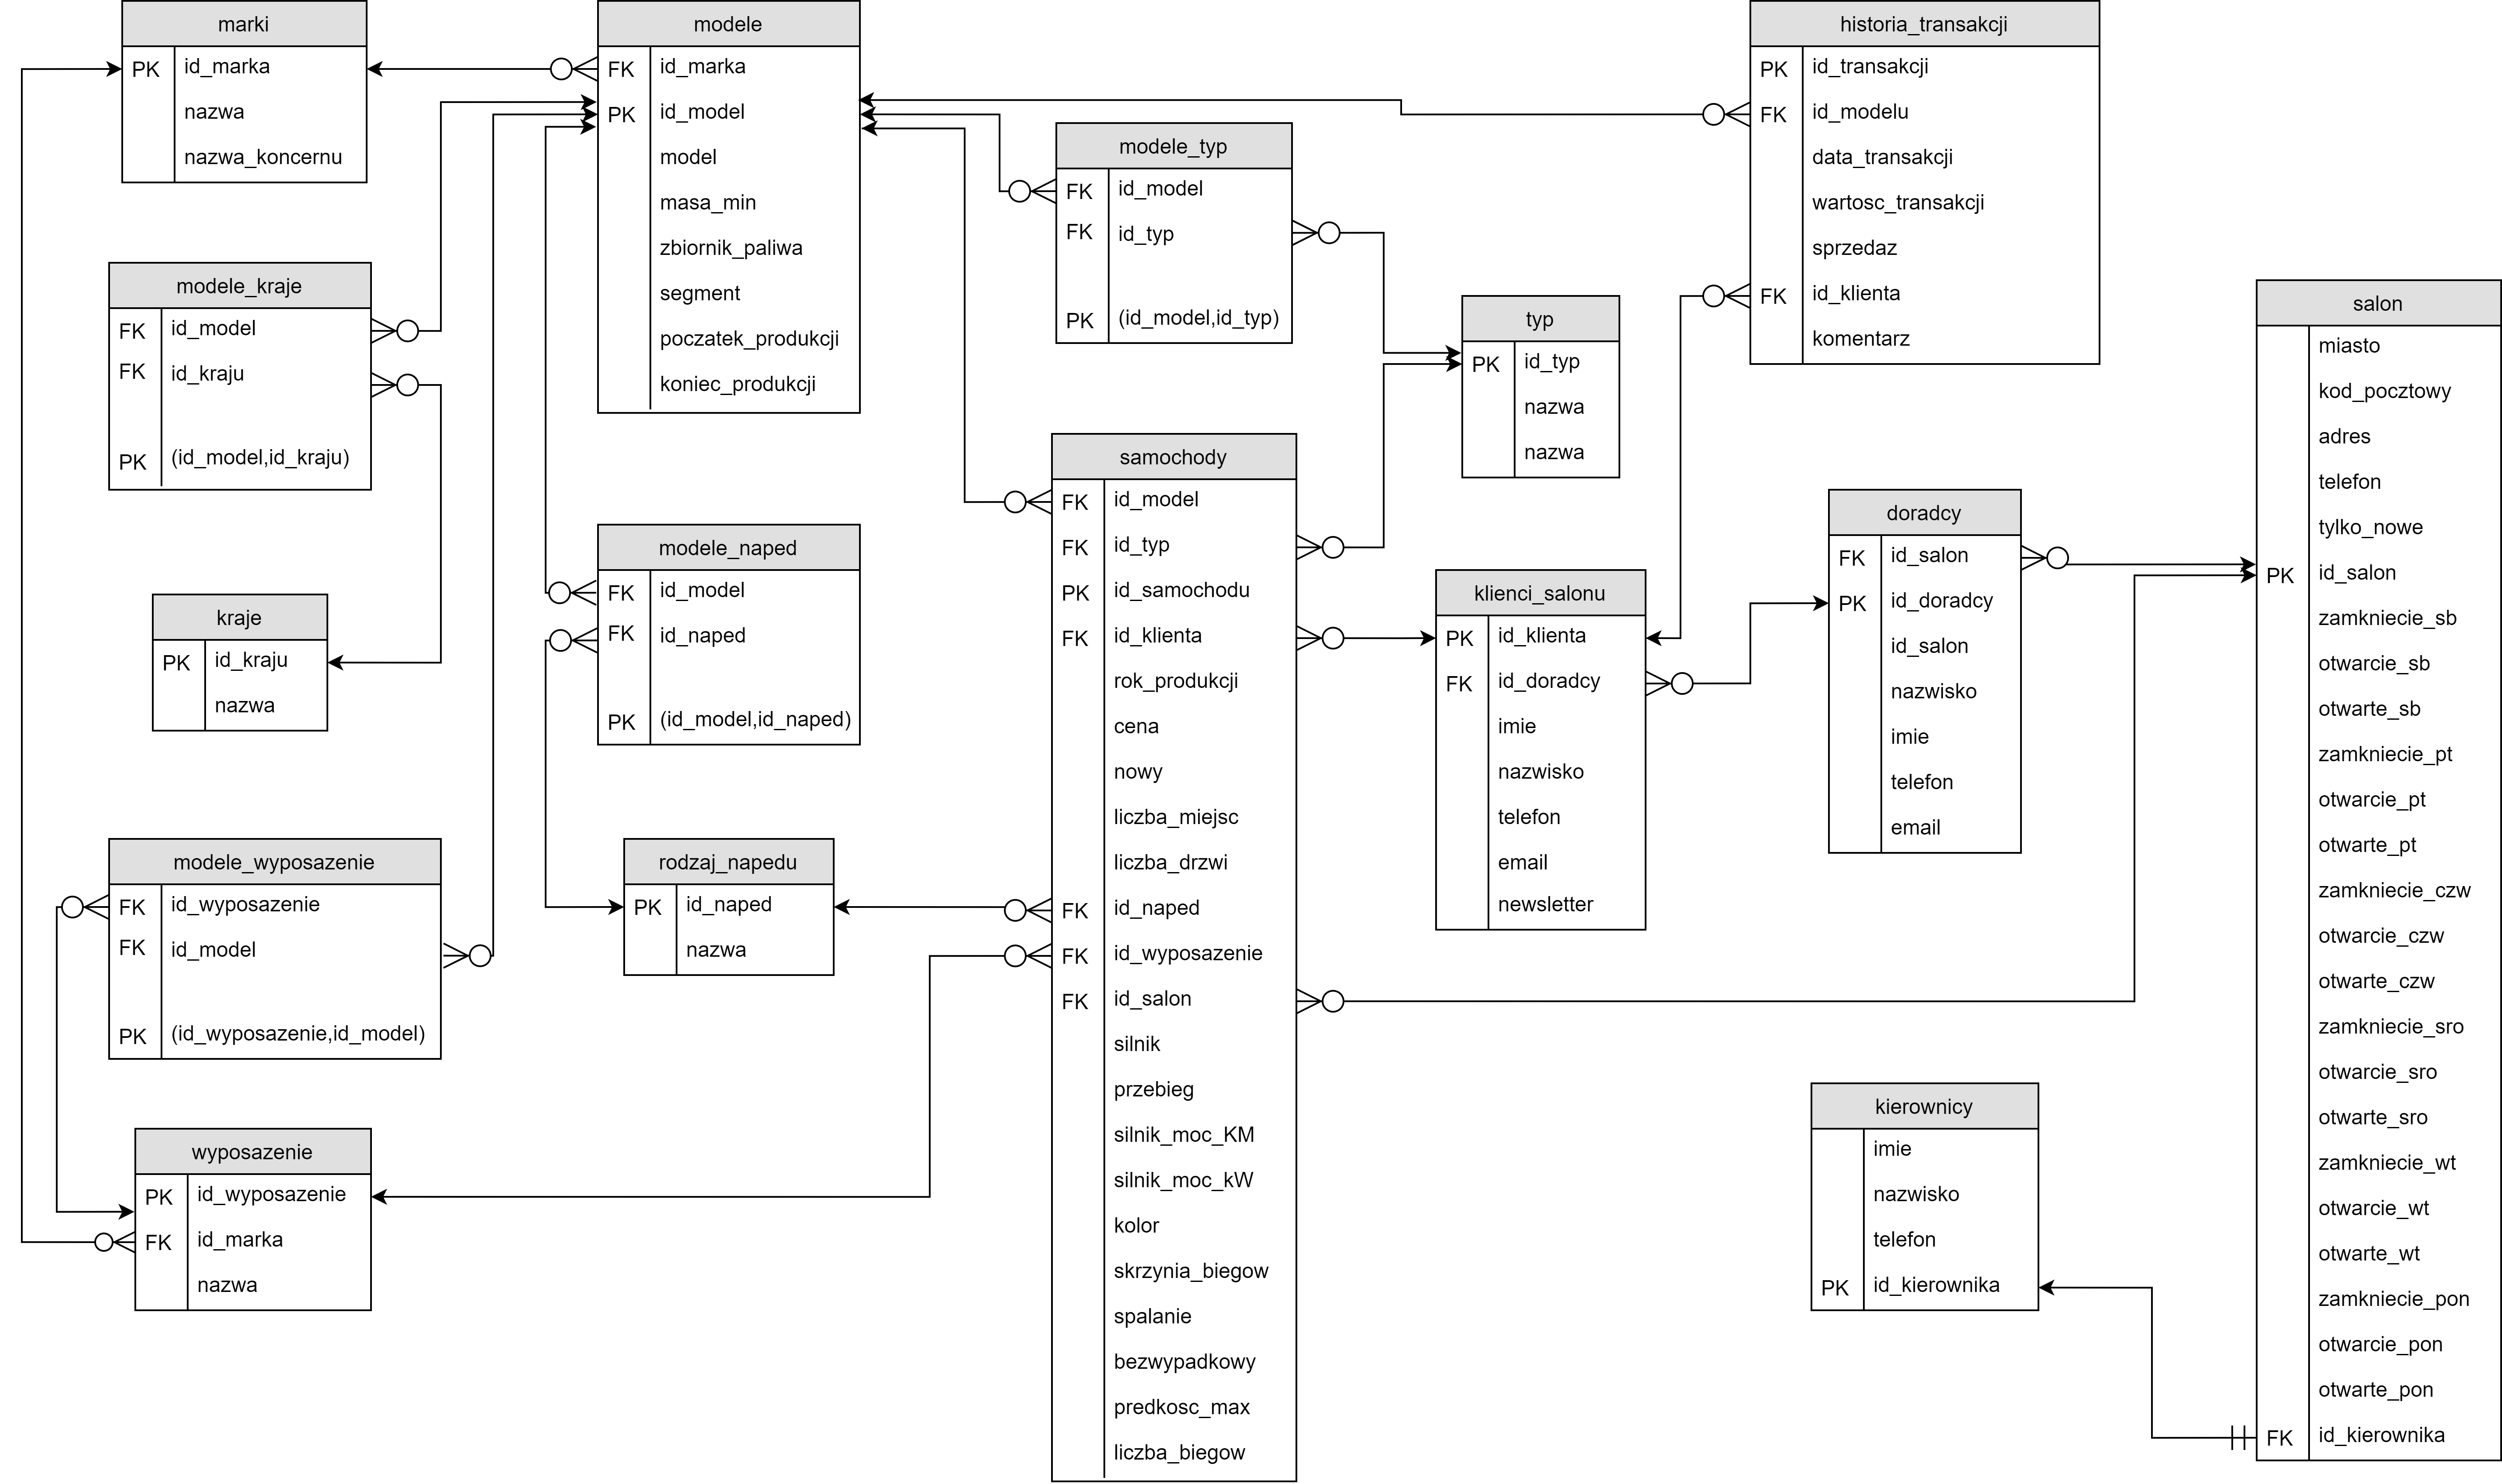 marki
PK id_marka
nazwa
nazwa_koncernu
modele
FK id_marka
PK id_model
model
masa_min
zbiornik_paliwa
segment
poczatek_produkcji
koniec_produkcji
historia_transakcji
PK id_transakcji
FK id_modelu
data_transakcji
wartosc_transakcji
sprzedaz
FK id_klienta
komentarz
modele_typ
FK id_model
FK id_typ
PK (id_model,id_typ)
modele_kraje
FK id_model
FK id_kraju
PK (id_model,id_kraju)
typ
PK id_typ
nazwa
nazwa
salon
miasto
kod_pocztowy
adres
telefon
tylko_nowe
PK id_salon
zamkniecie_sb
otwarcie_sb
otwarte_sb
zamkniecie_pt
otwarcie_pt
otwarte_pt
zamkniecie_czw
otwarcie_czw
otwarte_czw
zamkniecie_sro
otwarcie_sro
otwarte_sro
zamkniecie_wt
otwarcie_wt
otwarte_wt
zamkniecie_pon
otwarcie_pon
otwarte_pon
FK id_kierownika
samochody
FK id_model
FK id_typ
PK id_samochodu
FK id_klienta
rok_produkcji
cena
nowy
liczba_miejsc
liczba_drzwi
FK id_naped
FK id_wyposazenie
FK id_salon
silnik
przebieg
silnik_moc_KM
silnik_moc_kW
kolor
skrzynia_biegow
spalanie
bezwypadkowy
predkosc_max
liczba_biegow
doradcy
FK id_salon
PK id_doradcy
id_salon
nazwisko
imie
telefon
email
modele_naped
FK id_model
FK id_naped
PK (id_model,id_naped)
klienci_salonu
PK id_klienta
FK id_doradcy
imie
nazwisko
telefon
email
newsletter
kraje
PK id_kraju
nazwa
modele_wyposazenie
FK id_wyposazenie
FK id_model
PK (id_wyposazenie,id_model)
rodzaj_napedu
PK id_naped
nazwa
kierownicy
imie
nazwisko
telefon
PK id_kierownika
wyposazenie
PK id_wyposazenie
FK id_marka
nazwa